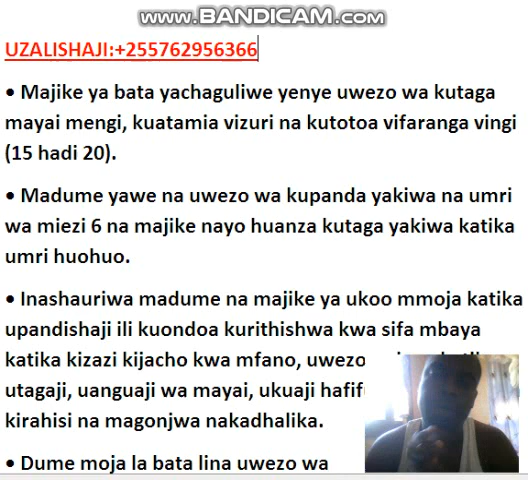 www.BANDICAM.com
UZALISHAJI:+255762956366
• Majike ya bata yachaguliwe yenye uwezo wa kutaga
mayai mengi, kuatamia vizuri na kutotoa vifaranga vingi
(15 hadi 20).
• Madume yawe na uwezo wa kupanda yakiwa na umri
wa miezi 6 na majike nayo huanza kutaga yakiwa katika
umri huohuo.
• Inashauriwa madume na majike ya ukoo mmoja katika
upandishaji ili kuondoa kurithishwa kwa sifa mbaya
katika kizazi kijacho kwa mfano, uwezo
utagaji, uanguaji wa mayai, ukuaji
kirahisi na magonjwa nakadhalika.
• Dume moja la bata lina uwezo wa